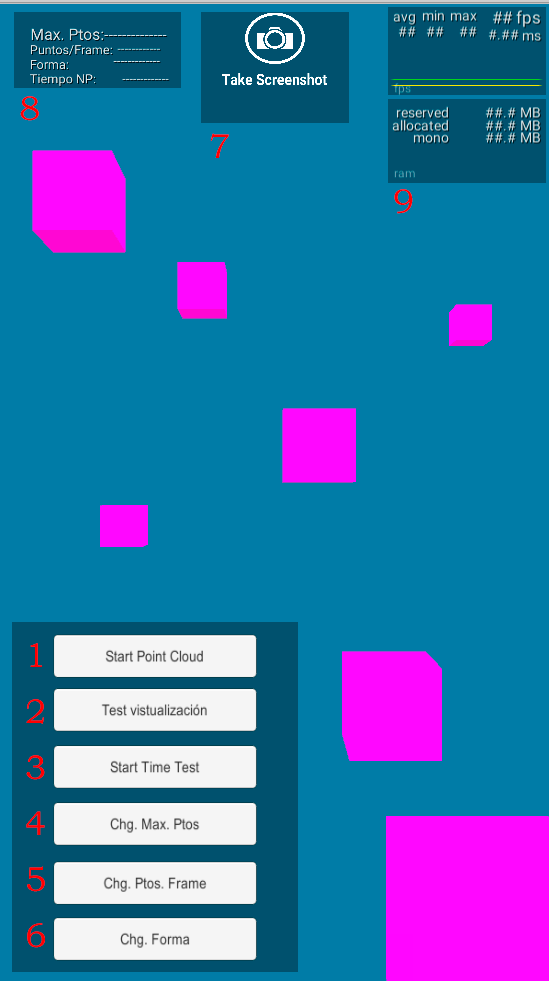 Max. Ptos:---------------
Puntos/Frame: ------------
Forma: -------------
Tiempo NP: -------------
8
Take Screenshot
7
avg min max ## fps
## ## ## #.## ms
fps
reserved ##.# MB
allocated ##.# MB
mono ##.# MB
ram
9
1 Start Point Cloud
2 Test vistualización
3 Start Time Test
4 Chg. Max. Ptos
5 Chg. Ptos. Frame
6 Chg. Forma